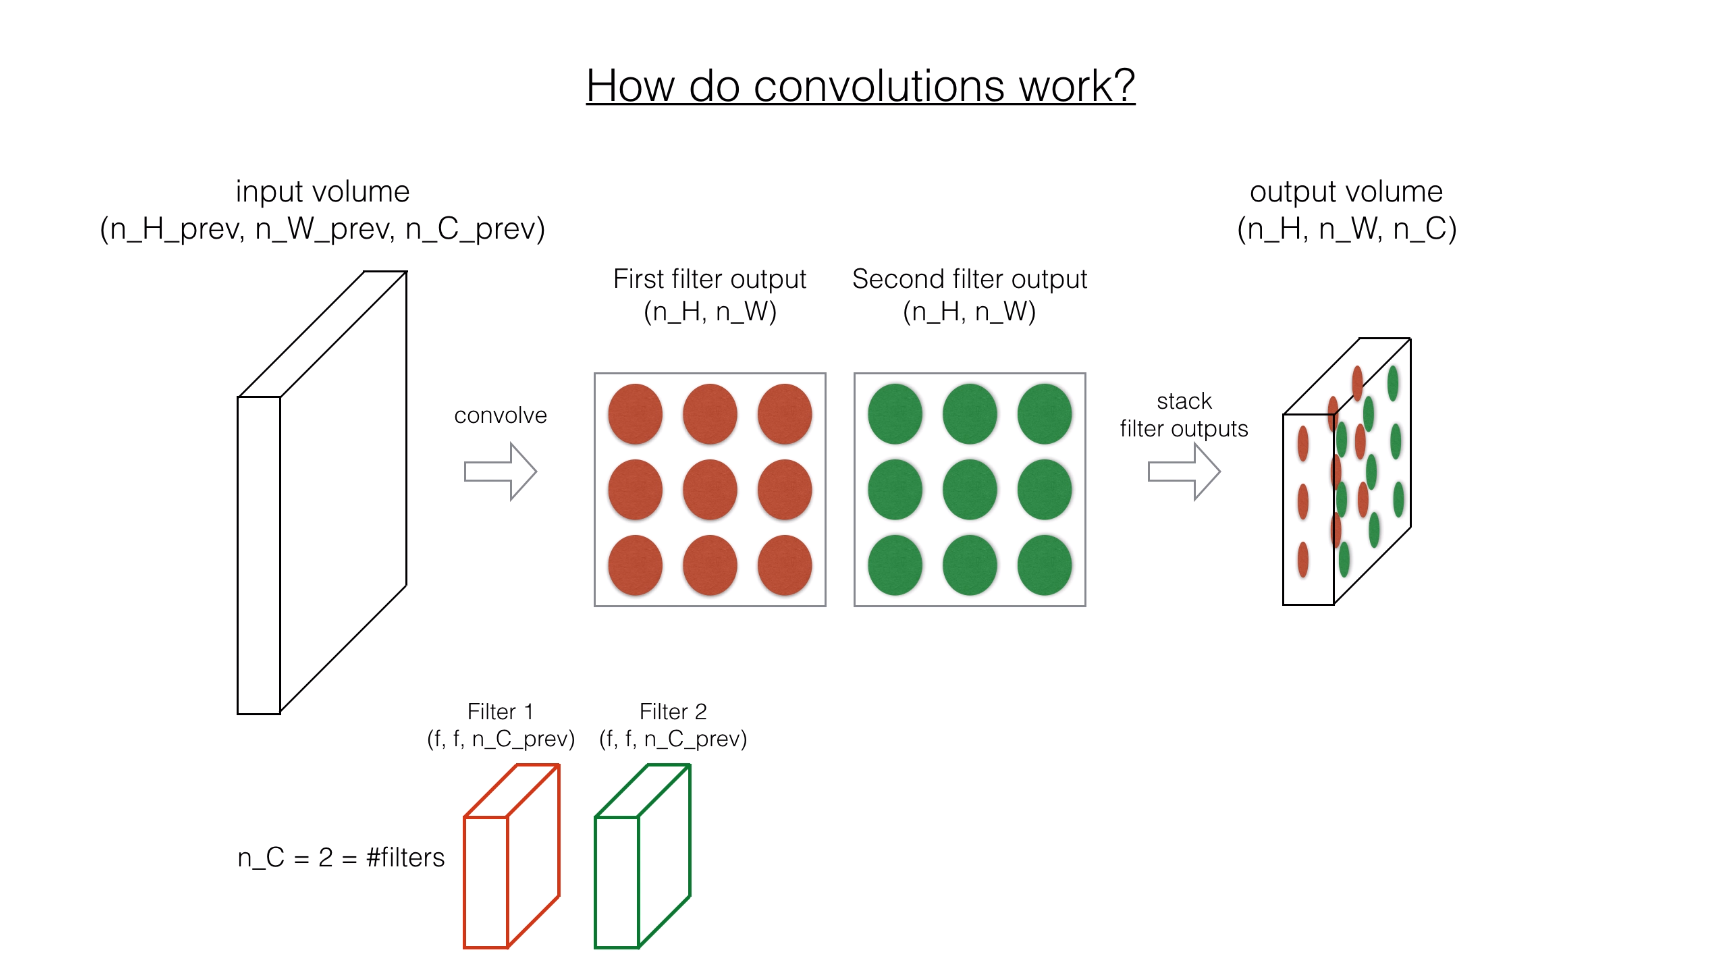 How do convolutions work?
input volume
(n_H_prev, n_W_prev, n_C_prev)
output volume
(n_H, n_W, n_C)
First filter output
(n_H, n_W)
Second filter output
(n_H, n_W)
convolve
stack
filter outputs
Filter 1
(f, f, n_C_prev)
Filter 2
(f, f, n_C_prev)
n_C = 2 = #filters